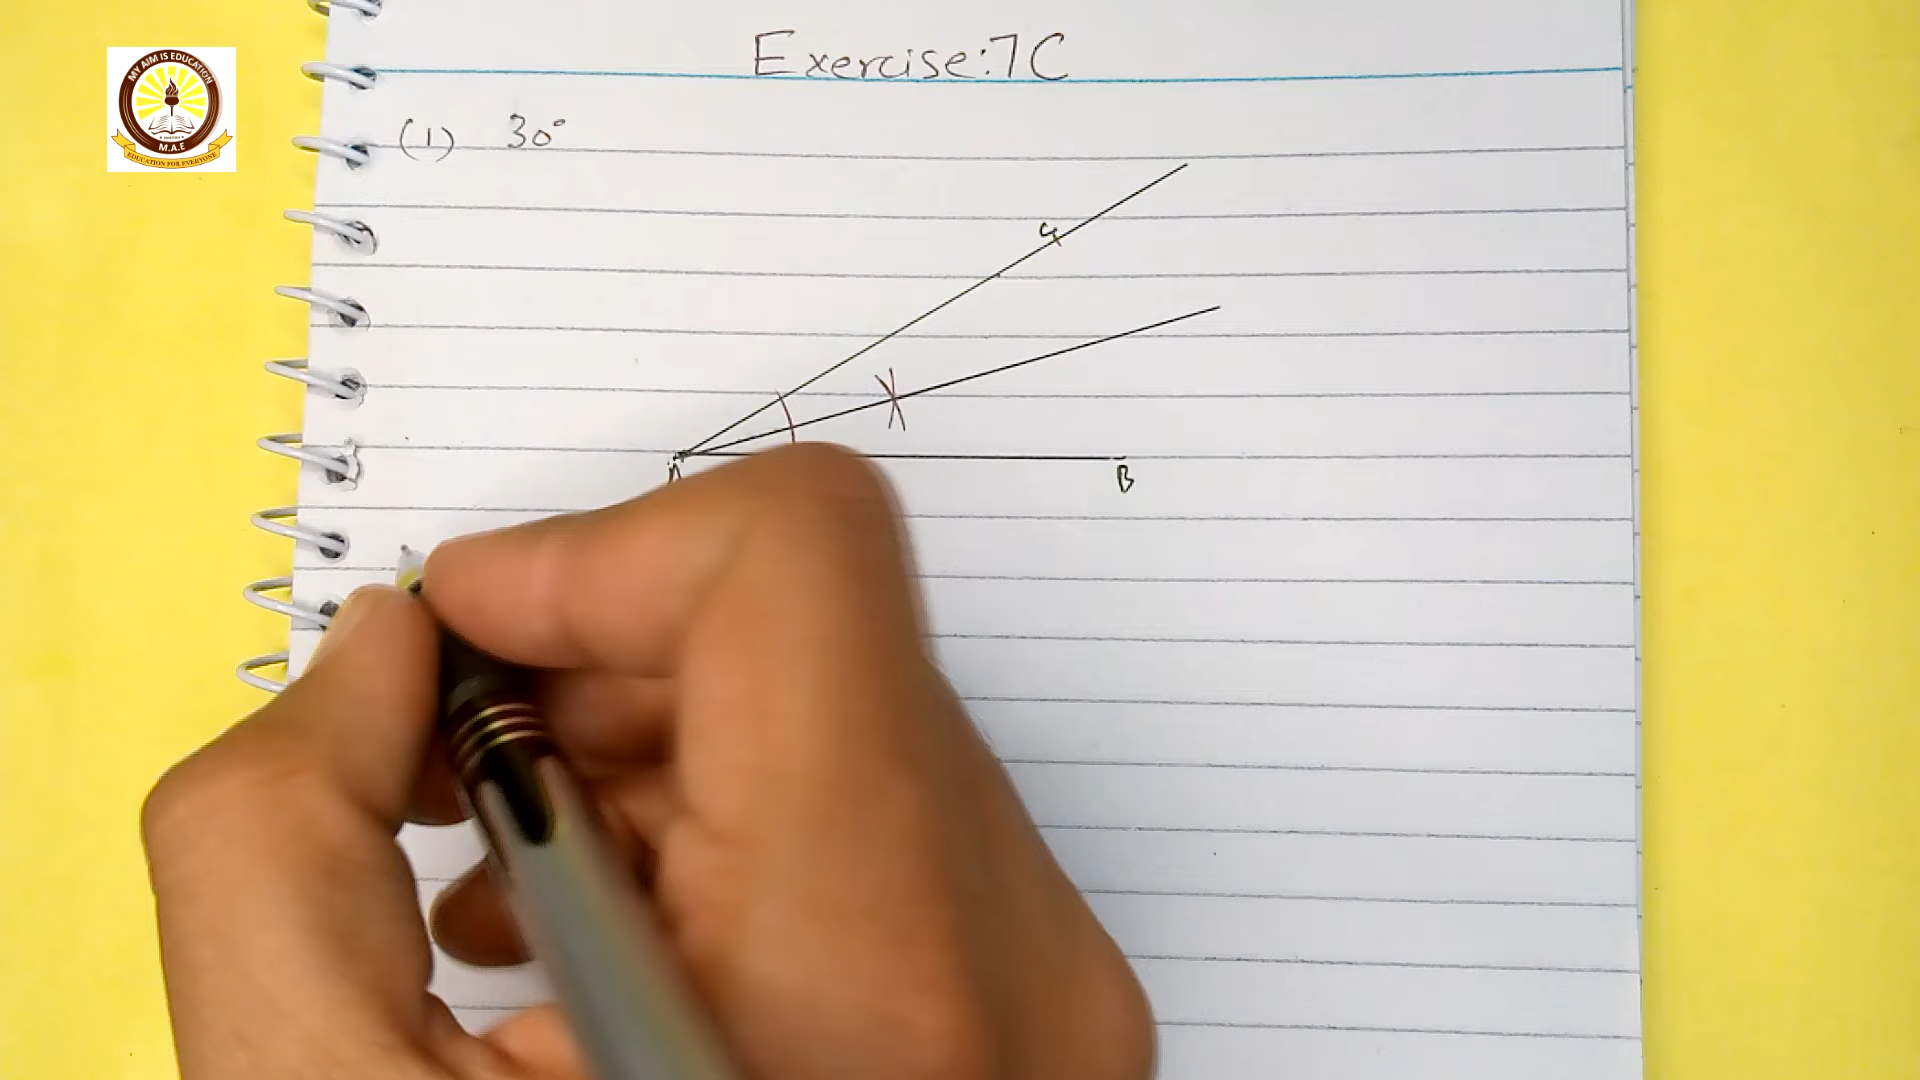 MY AIM IS EDUCATION
M.A.E
EDUCATION FOR EVERYONE
Exercise:7C
(1) 30°
A
B